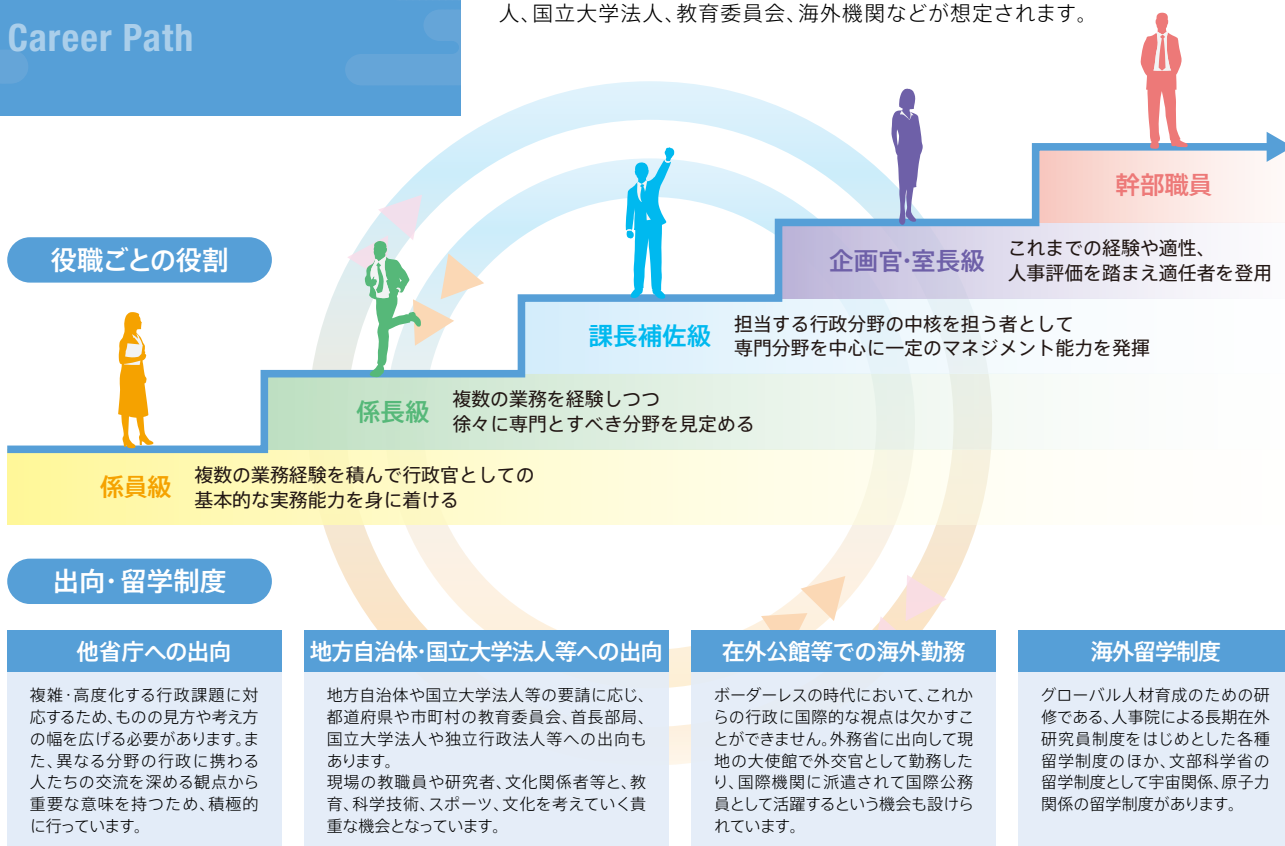 人、国立大学法人、教育委員会、海外機関などが想定されます。
Career Path
幹部職員
役職ごとの役割
企画官・室長級
これまでの経験や適性、
人事評価を踏まえ適任者を登用
課長補佐級
担当する行政分野の中核を担う者として
専門分野を中心に一定のマネジメント能力を発揮
係長級
複数の業務を経験しつつ
徐々に専門とすべき分野を見定める
係員級
複数の業務経験を積んで行政官としての
基本的な実務能力を身に着ける
出向・留学制度
他省庁への出向
複雑・高度化する行政課題に対
応するため、ものの見方や考え方
の幅を広げる必要があります。ま
た、異なる分野の行政に携わる
人たちの交流を深める観点から
重要な意味を持つため、積極的
に行っています。
地方自治体・国立大学法人等への出向
地方自治体や国立大学法人等の要請に応じ、
都道府県や市町村の教育委員会、首長部局、
国立大学法人や独立行政法人等への出向も
あります。
現場の教職員や研究者、文化関係者等と、教
育、科学技術、スポーツ、文化を考えていく貴
重な機会となっています。
在外公館等での海外勤務
ボーダーレスの時代において、これか
らの行政に国際的な視点は欠かすこ
とができません。外務省に出向して現
地の大使館で外交官として勤務した
り、国際機関に派遣されて国際公務
員として活躍するという機会も設けら
れています。
海外留学制度
グローバル人材育成のための研
修である、人事院による長期在外
研究員制度をはじめとした各種
留学制度のほか、文部科学省の
留学制度として宇宙関係、原子力
関係の留学制度があります。